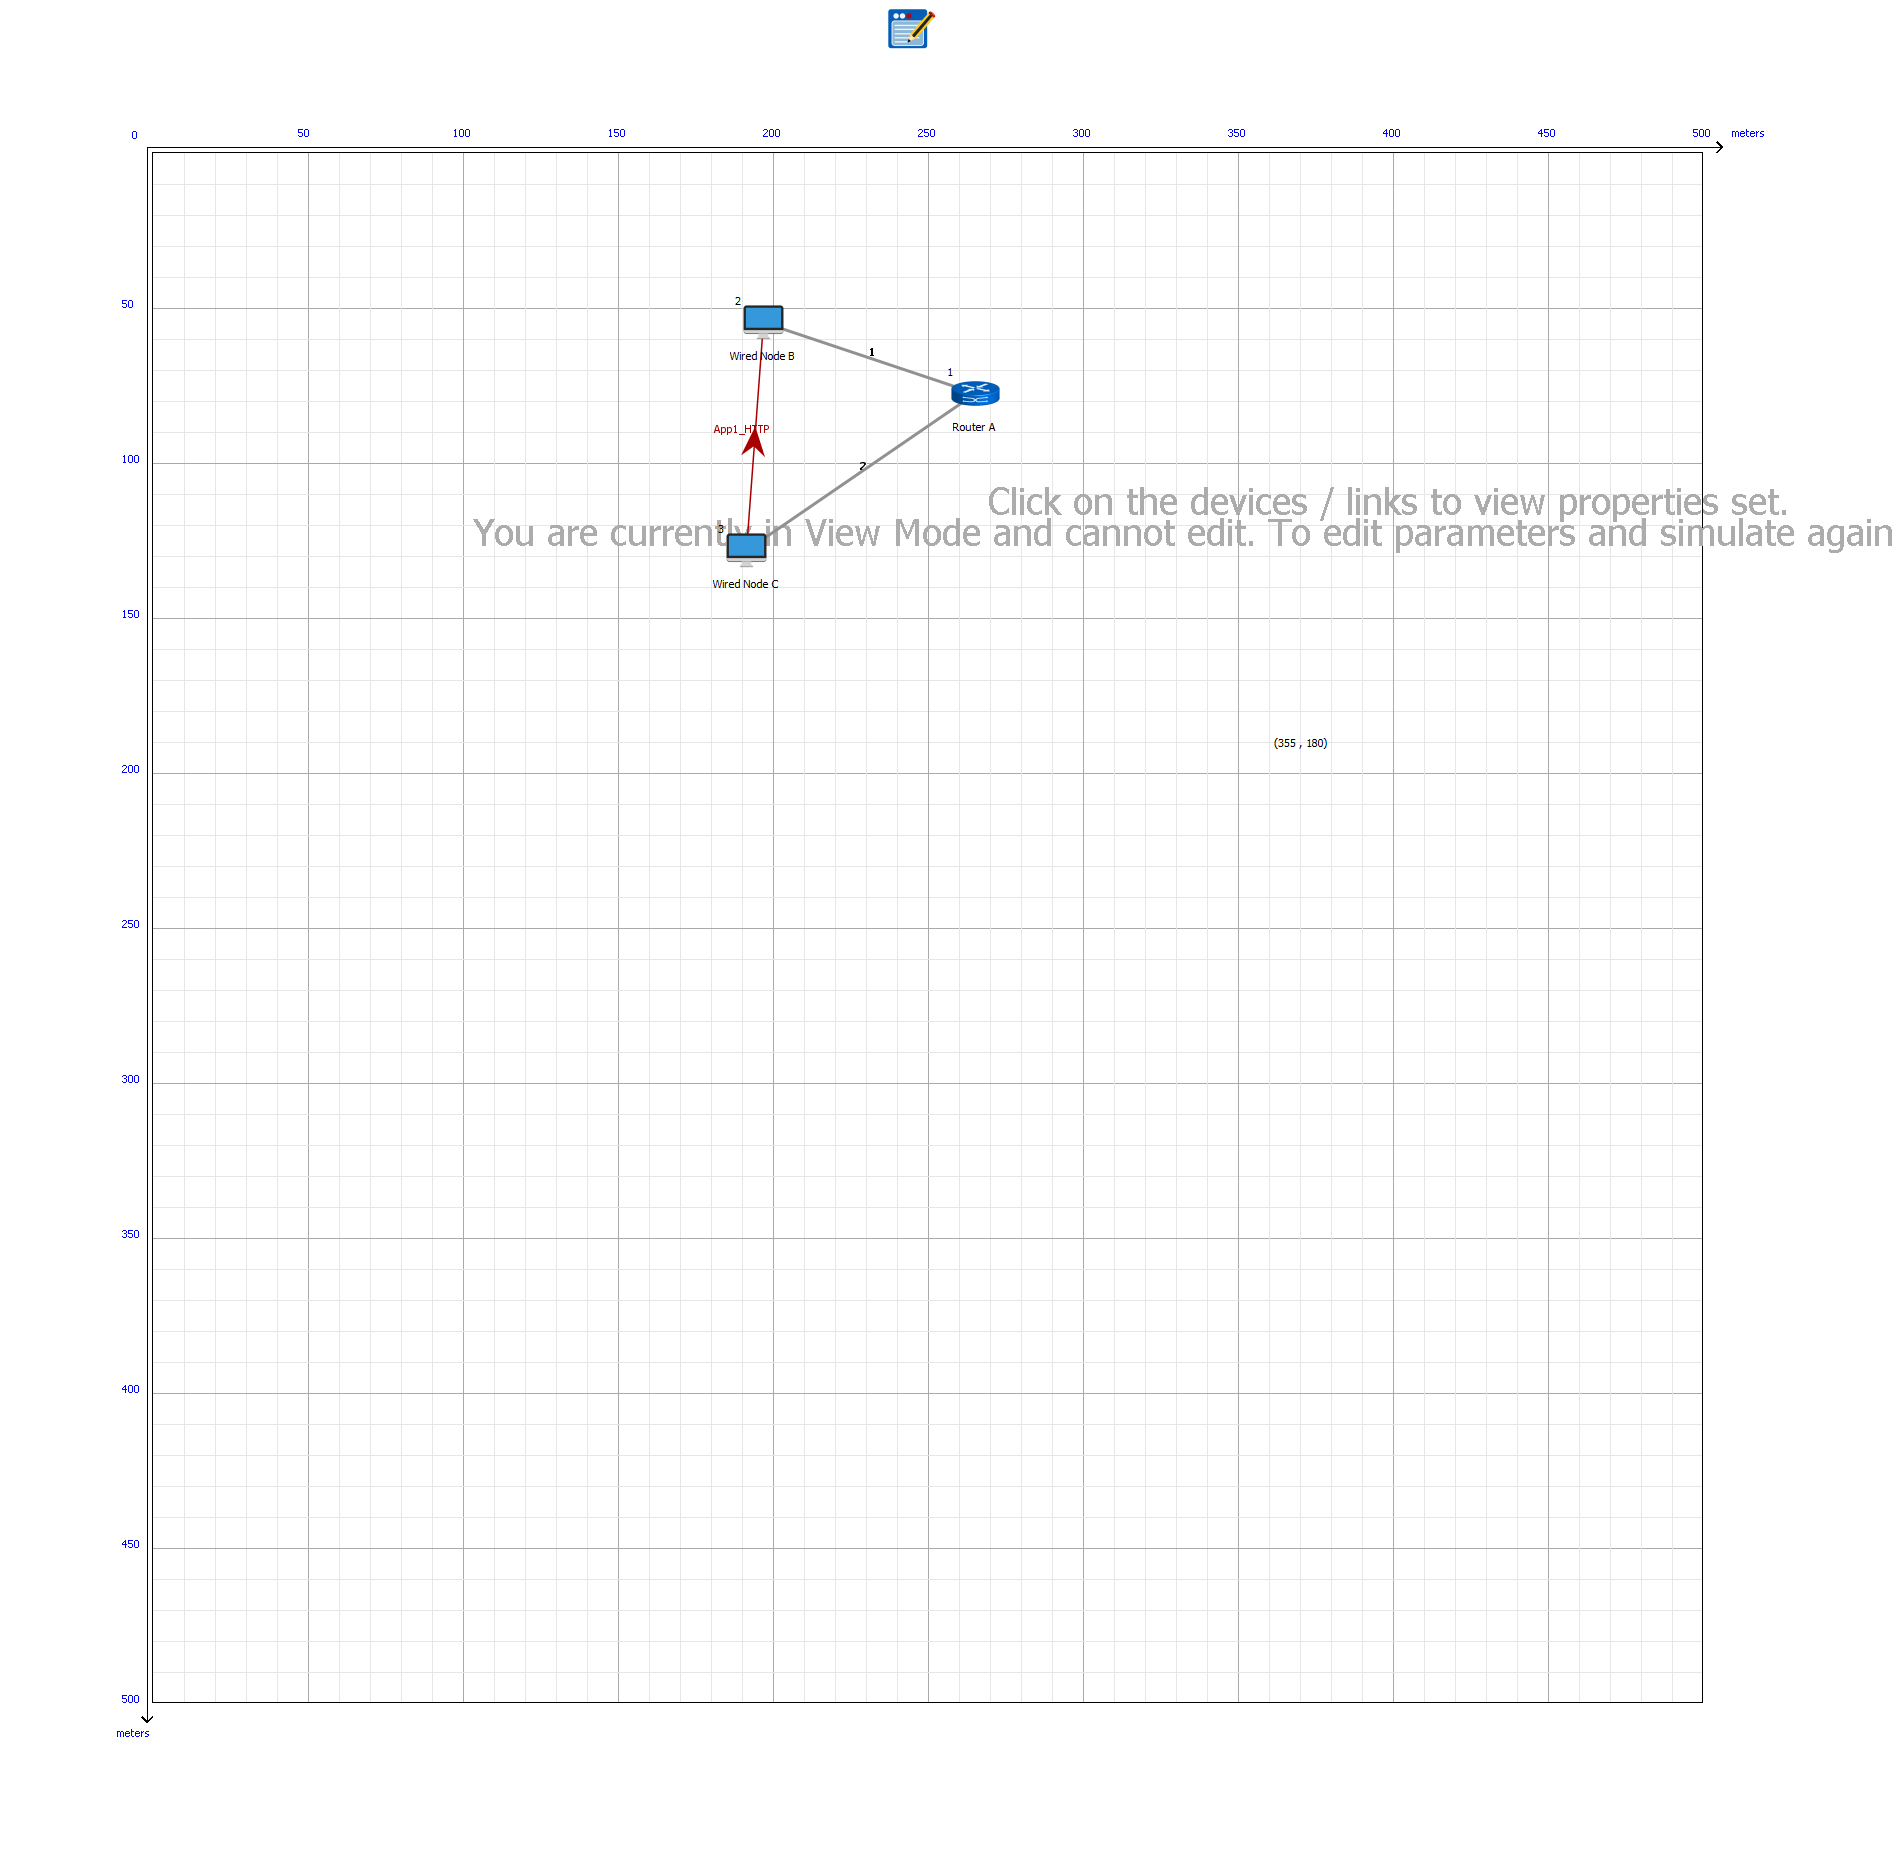 0 50 100 150 200 250 300 350 400 450 500 meters
50
2
Wired Node B
1
1
Router A
App1_HTTP
100
2
Click on the devices / links to view properties set.
3
You are currently in View Mode and cannot edit. To edit parameters and simulate again
Wired Node C
150
(355 , 180)
200
250
300
350
400
450
500
meters